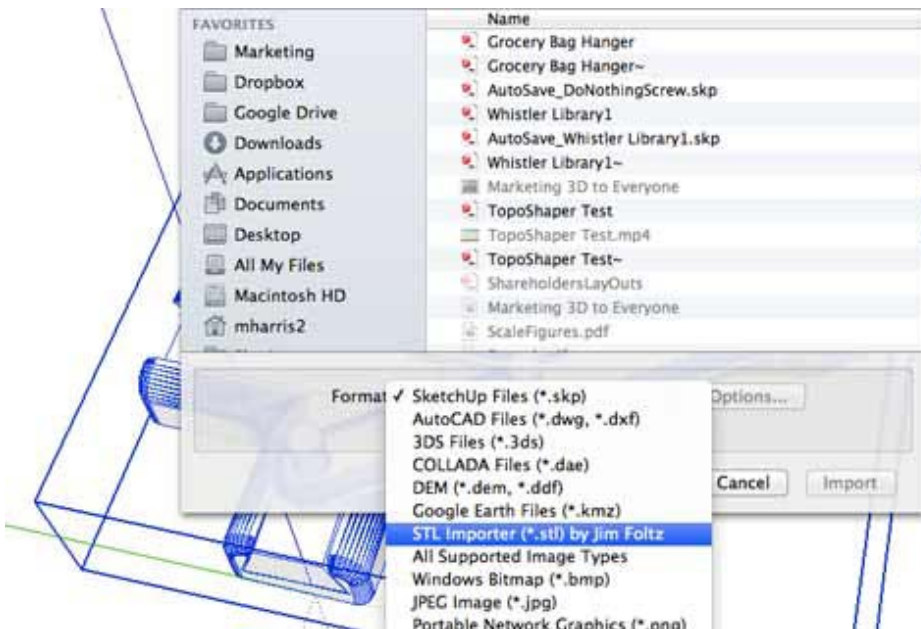 FAVORITES
Marketing
Dropbox
Google Drive
Downloads
Applications
Documents
Desktop
All My Files
Macintosh HD
mharris2
Name
Grocery Bag Hanger
Grocery Bag Hanger~
AutoSave_DoNothingScrew.skp
Whistler Library1
AutoSave_Whistler Library1.skp
Whistler Library1~
Marketing 3D to Everyone
TopoShaper Test
TopoShaper Test.mp4
TopoShaper Test~
ShareholdersLayOuts
Marketing 3D to Everyone
ScaleFigures.pdf
Format ✓ SketchUp Files (*.skp)
Options...
AutoCAD Files (*.dwg, *.dxf)
3DS Files (*.3ds)
COLLADA Files (*.dae)
DEM (*.dem, *.ddf)
Google Earth Files (*.kmz)
STL Importer (*.stl) by Jim Foltz
All Supported Image Types
Windows Bitmap (*.bmp)
JPEG Image (*.jpg)
Portable Network Graphics (*.png)
Cancel
Import